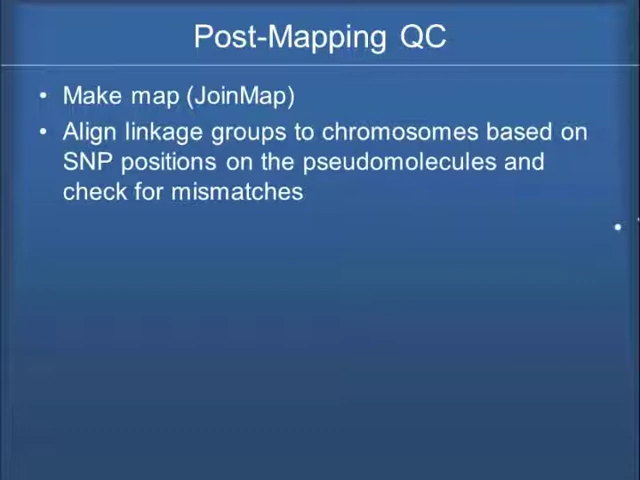 Post-Mapping QC
• Make map (JoinMap)
• Align linkage groups to chromosomes based on
SNP positions on the pseudomolecules and
check for mismatches